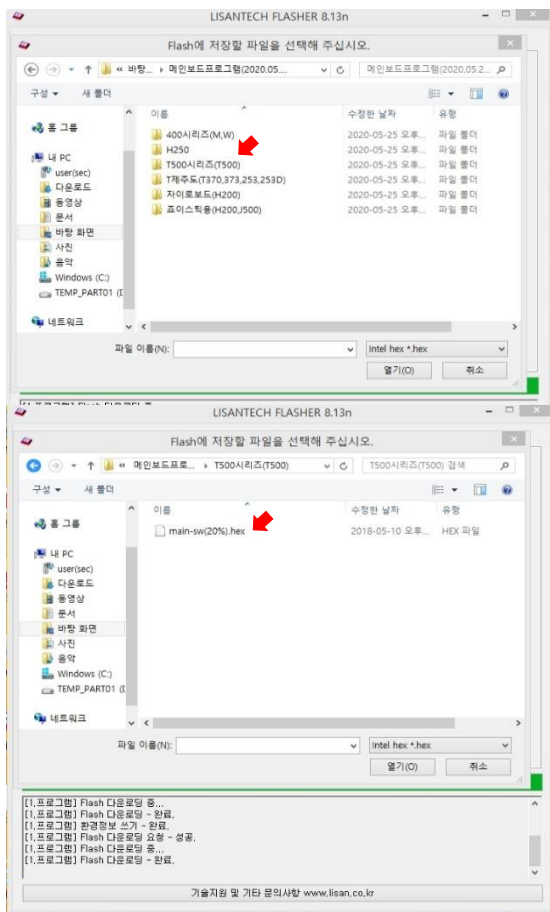 LISANTECH FLASHER 8.13n
Flash에 저장할 파일을 선택해 주십시오.
« 바탕... › 메인보드프로그램(2020.05....
메인보드프로그램(2020.05.2...
구성 새 폴더
이름 수정한 날짜 유형
400시리즈(M,W) 2020-05-25 오후... 파일 폴더
H250 2020-05-25 오후... 파일 폴더
T500시리즈(T500) 2020-05-25 오후... 파일 폴더
T제주도(T370,373,253,253D) 2020-05-25 오후... 파일 폴더
자이로보드(H200) 2020-05-25 오후... 파일 폴더
죠이스틱용(H200,J500) 2020-05-25 오후... 파일 폴더
홈 그룹
내 PC
user(sec)
다운로드
동영상
문서
바탕 화면
사진
음악
Windows (C:)
TEMP_PART01 (D
네트워크
파일 이름(N):
Intel hex *.hex
열기(O) 취소
LISANTECH FLASHER 8.13n
Flash에 저장할 파일을 선택해 주십시오.
« 메인보드프로... › T500시리즈(T500)
T500시리즈(T500) 검색
구성 새 폴더
이름 수정한 날짜 유형
main-sw(20%).hex 2018-05-10 오후... HEX 파일
홈 그룹
내 PC
user(sec)
다운로드
동영상
문서
바탕 화면
사진
음악
Windows (C:)
TEMP_PART01 (D
네트워크
파일 이름(N):
Intel hex *.hex
열기(O) 취소
[1.프로그램] Flash 다운로딩 중...
[1.프로그램] Flash 다운로딩 - 완료.
[1.프로그램] 환경정보 쓰기 - 완료.
[1.프로그램] Flash 다운로딩 요청 - 성공.
[1.프로그램] Flash 다운로딩 중...
[1.프로그램] Flash 다운로딩 - 완료.
기술지원 및 기타 문의사항 www.lisan.co.kr